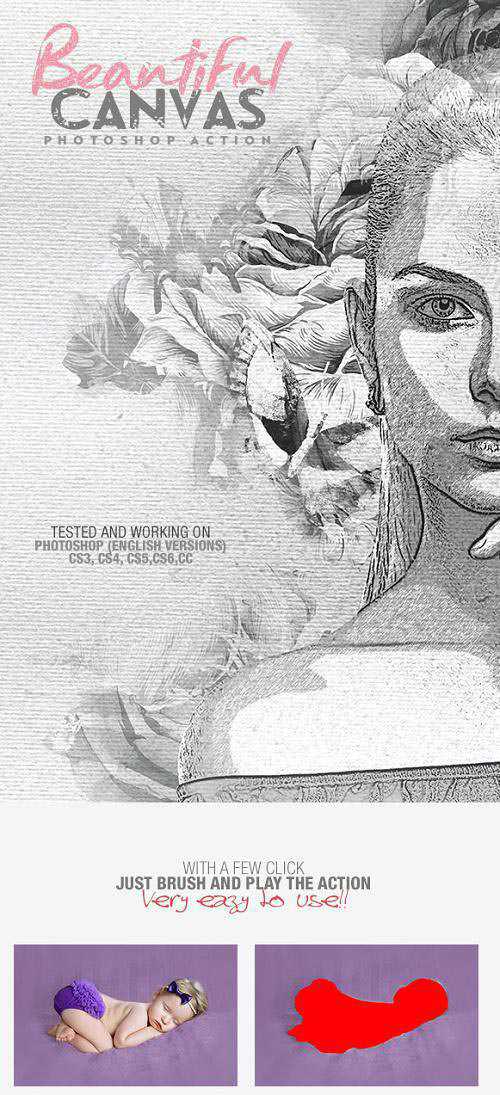 Beautiful
CANVAS
PHOTOSHOP ACTION
TESTED AND WORKING ON
PHOTOSHOP (ENGLISH VERSIONS)
CS3, CS4, CS5,CS6,CC
WITH A FEW CLICK
JUST BRUSH AND PLAY THE ACTION
Very eazy to use!!